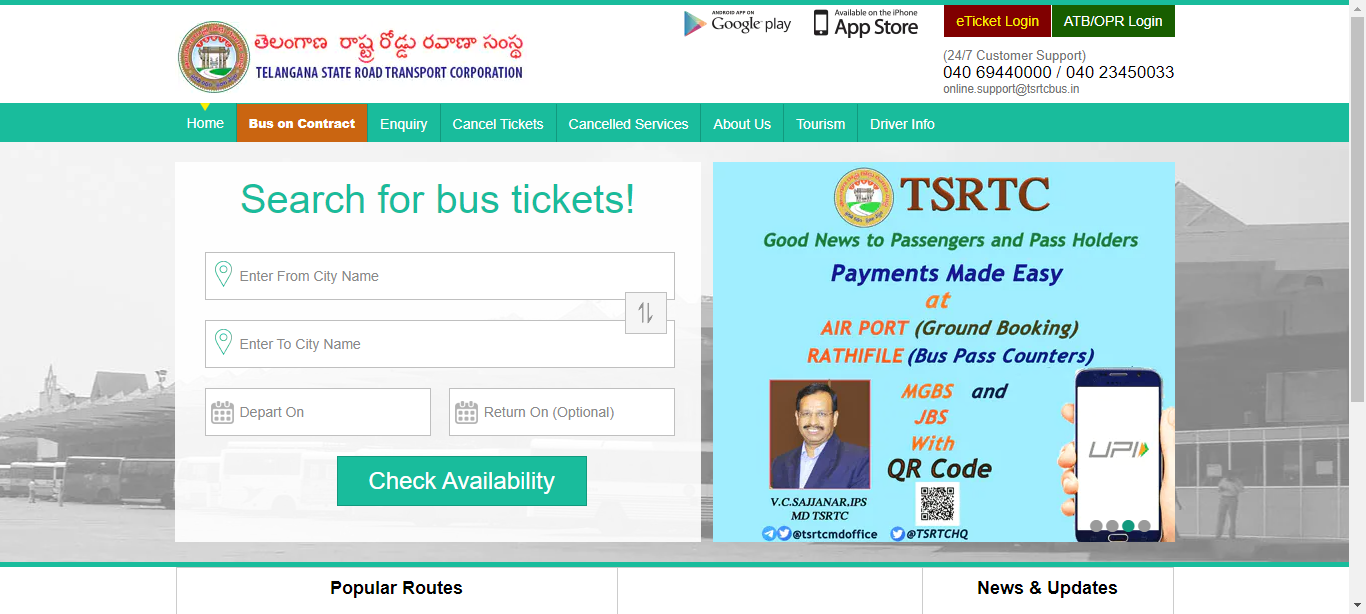 ANDROID APP ON
Google play
Available on the iPhone
App Store
eTicket Login
ATB/OPR Login
తెలంగాణ రాష్ట్ర రోడ్డు రవాణా సంస్థ
TELANGANA STATE ROAD TRANSPORT CORPORATION
(24/7 Customer Support)
040 69440000 / 040 23450033
online.support@tsrtcbus.in
Home
Bus on Contract
Enquiry
Cancel Tickets
Cancelled Services
About Us
Tourism
Driver Info
Search for bus tickets!
Enter From City Name
Enter To City Name
Depart On
Return On (Optional)
Check Availability
TSRTC
Good News to Passengers and Pass Holders
Payments Made Easy
at
AIR PORT (Ground Booking)
RATHIFILE (Bus Pass Counters)
MGBS and
JBS
With
QR Code
UPI
V.C.SAJJANAR,IPS
MD TSRTC
@tsrtcmdoffice
@TSRTCHQ
Popular Routes
News & Updates